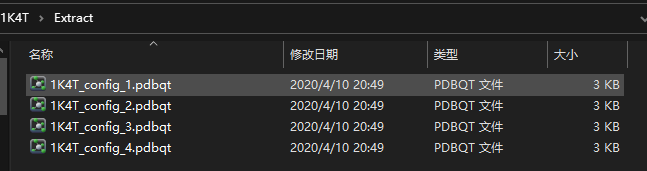 1K4T > Extract
名称 修改日期 类型 大小
1K4T_config_1.pdbqt 2020/4/10 20:49 PDBQT 文件 3 KB
1K4T_config_2.pdbqt 2020/4/10 20:49 PDBQT 文件 3 KB
1K4T_config_3.pdbqt 2020/4/10 20:49 PDBQT 文件 3 KB
1K4T_config_4.pdbqt 2020/4/10 20:49 PDBQT 文件 3 KB